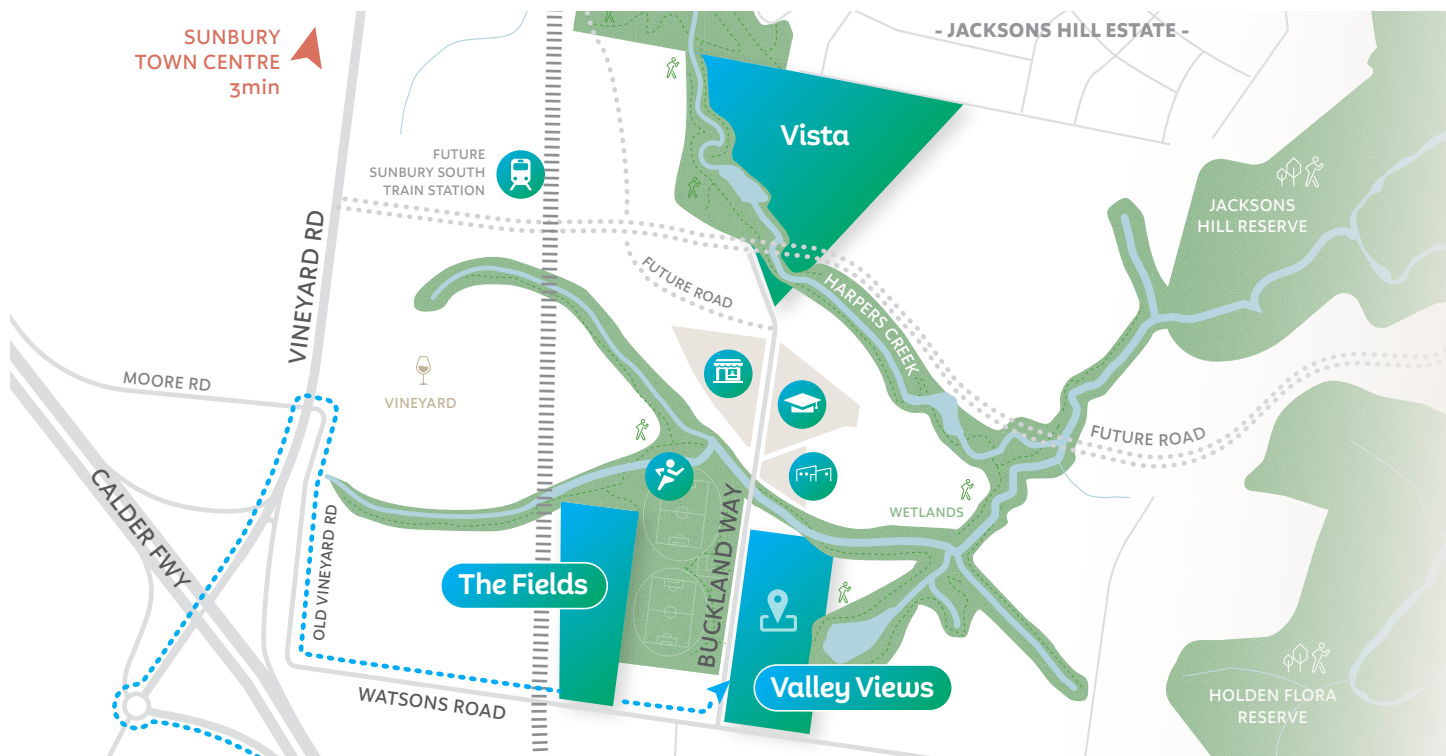 - JACKSONS HILL ESTATE -
SUNBURY
TOWN CENTRE
3min
Vista
FUTURE
SUNBURY SOUTH
TRAIN STATION
JACKSONS
HILL RESERVE
VINEYARD RD
FUTURE ROAD
HARPERS CREEK
MOORE RD
VINEYARD
FUTURE ROAD
CALDER FWY
OLD VINEYARD RD
WETLANDS
BUCKLAND WAY
The Fields
Valley Views
WATSONS ROAD
HOLDEN FLORA
RESERVE